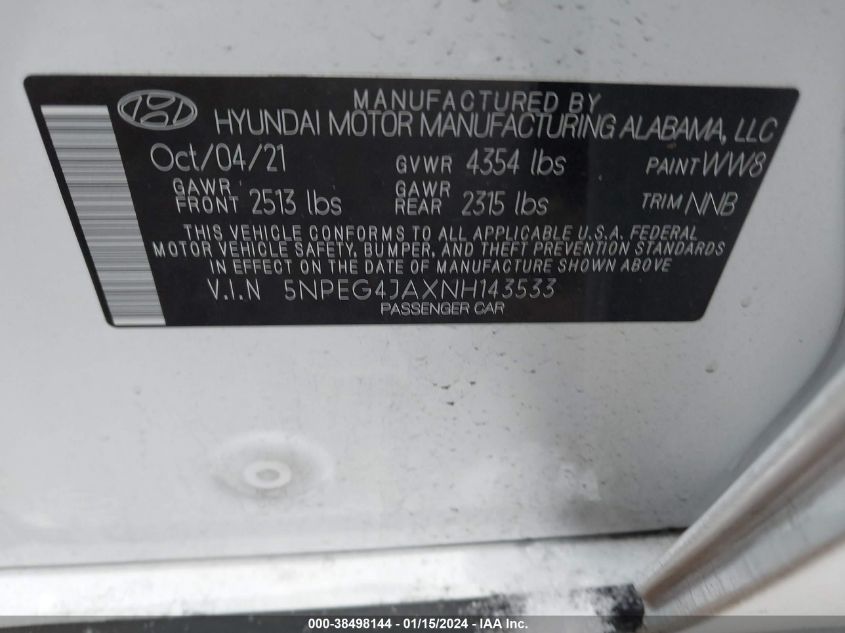 MANUFACTURED BY
HYUNDAI MOTOR MANUFACTURING ALABAMA, LLC
Oct/04/21 GVWR 4354 lbs PAINT WW8
GAWR FRONT 2513 lbs GAWR REAR 2315 lbs TRIM NNB
THIS VEHICLE CONFORMS TO ALL APPLICABLE U.S.A. FEDERAL
MOTOR VEHICLE SAFETY, BUMPER, AND THEFT PREVENTION STANDARDS
IN EFFECT ON THE DATE OF MANUFACTURE SHOWN ABOVE
V.I.N 5NPEG4JAXNH143533
PASSENGER CAR
000-38498144 — 01/15/2024 — IAA Inc.